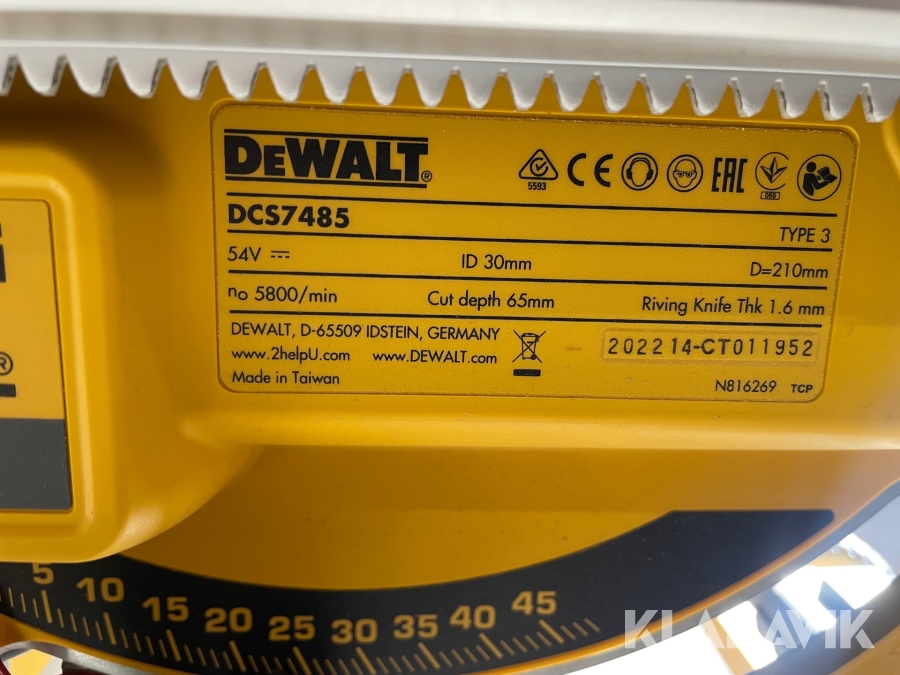 DEWALT®
5593
CE
EAC
060
DCS7485
TYPE 3
54V
ID 30mm
D=210mm
no 5800/min
Cut depth 65mm
Riving Knife Thk 1.6 mm
DEWALT, D-65509 IDSTEIN, GERMANY
www.2helpU.com www.DEWALT.com
202214-CT011952
Made in Taiwan
N816269 TCP
®
5 10 15 20 25 30 35 40 45
KLARAVIK